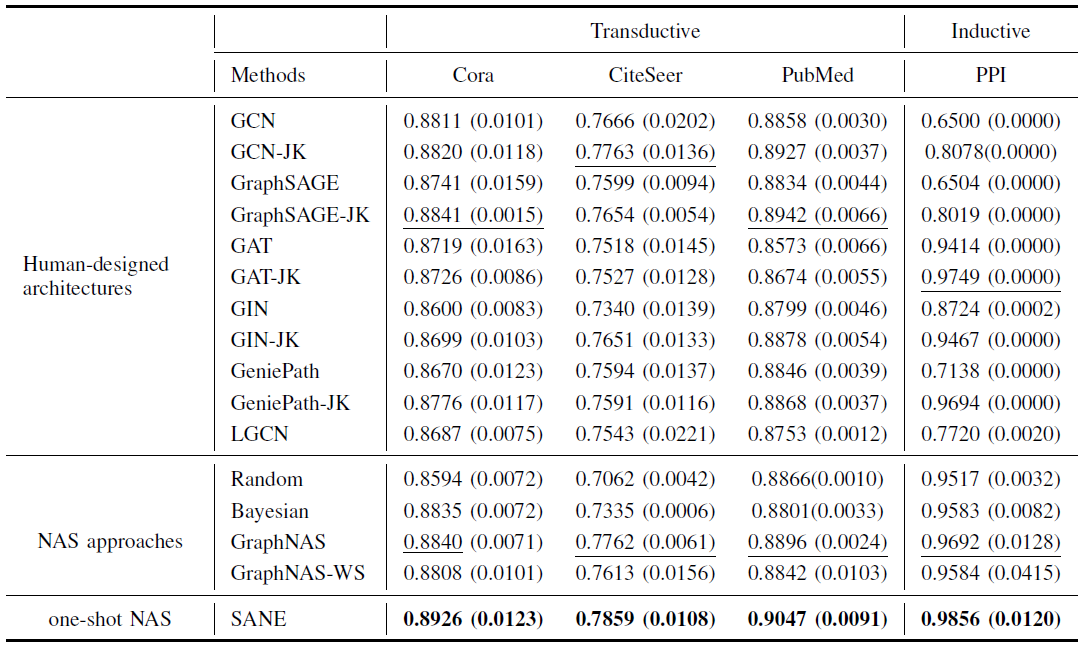 Transductive Inductive
Methods Cora CiteSeer PubMed PPI
GCN 0.8811 (0.0101) 0.7666 (0.0202) 0.8858 (0.0030) 0.6500 (0.0000)
GCN-JK 0.8820 (0.0118) 0.7763 (0.0136) 0.8927 (0.0037) 0.8078(0.0000)
GraphSAGE 0.8741 (0.0159) 0.7599 (0.0094) 0.8834 (0.0044) 0.6504 (0.0000)
GraphSAGE-JK 0.8841 (0.0015) 0.7654 (0.0054) 0.8942 (0.0066) 0.8019 (0.0000)
GAT 0.8719 (0.0163) 0.7518 (0.0145) 0.8573 (0.0066) 0.9414 (0.0000)
Human-designed
architectures
GAT-JK 0.8726 (0.0086) 0.7527 (0.0128) 0.8674 (0.0055) 0.9749 (0.0000)
GIN 0.8600 (0.0083) 0.7340 (0.0139) 0.8799 (0.0046) 0.8724 (0.0002)
GIN-JK 0.8699 (0.0103) 0.7651 (0.0133) 0.8878 (0.0054) 0.9467 (0.0000)
GeniePath 0.8670 (0.0123) 0.7594 (0.0137) 0.8846 (0.0039) 0.7138 (0.0000)
GeniePath-JK 0.8776 (0.0117) 0.7591 (0.0116) 0.8868 (0.0037) 0.9694 (0.0000)
LGCN 0.8687 (0.0075) 0.7543 (0.0221) 0.8753 (0.0012) 0.7720 (0.0020)
Random 0.8594 (0.0072) 0.7062 (0.0042) 0.8866(0.0010) 0.9517 (0.0032)
Bayesian 0.8835 (0.0072) 0.7335 (0.0006) 0.8801(0.0033) 0.9583 (0.0082)
NAS approaches GraphNAS 0.8840 (0.0071) 0.7762 (0.0061) 0.8896 (0.0024) 0.9692 (0.0128)
GraphNAS-WS 0.8808 (0.0101) 0.7613 (0.0156) 0.8842 (0.0103) 0.9584 (0.0415)
one-shot NAS SANE 0.8926 (0.0123) 0.7859 (0.0108) 0.9047 (0.0091) 0.9856 (0.0120)